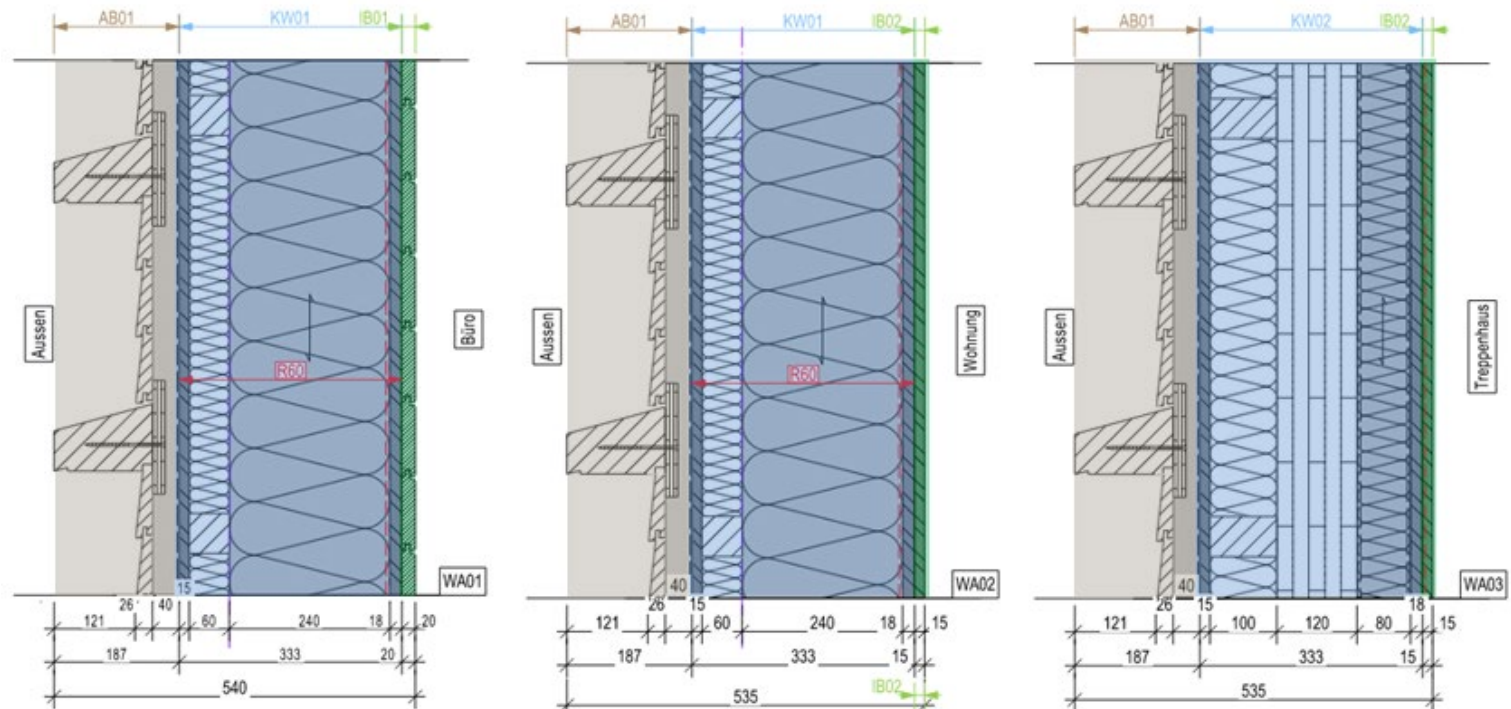 AB01 KW01 IB01
Aussen
R60
Büro
WA01
15
26 40
121 60 240 18 20
187 333 20
540
AB01 KW01 IB02
Aussen
R60
Wohnung
WA02
40
26 15
121 60 240 18 15
187 333 15
IB02
535
AB01 KW02 IB02
Aussen
Treppenhaus
WA03
40
26 15 18
121 100 120 80 15
187 333 15
535